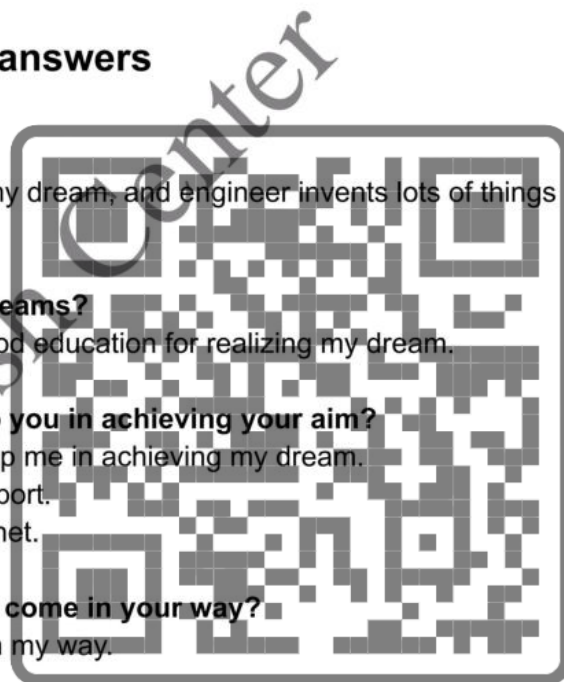 answers
Center
my dream, and engineer invents lots of things
eams?
od education for realizing my dream.
you in achieving your aim?
p me in achieving my dream.
port.
net.
come in your way?
my way.